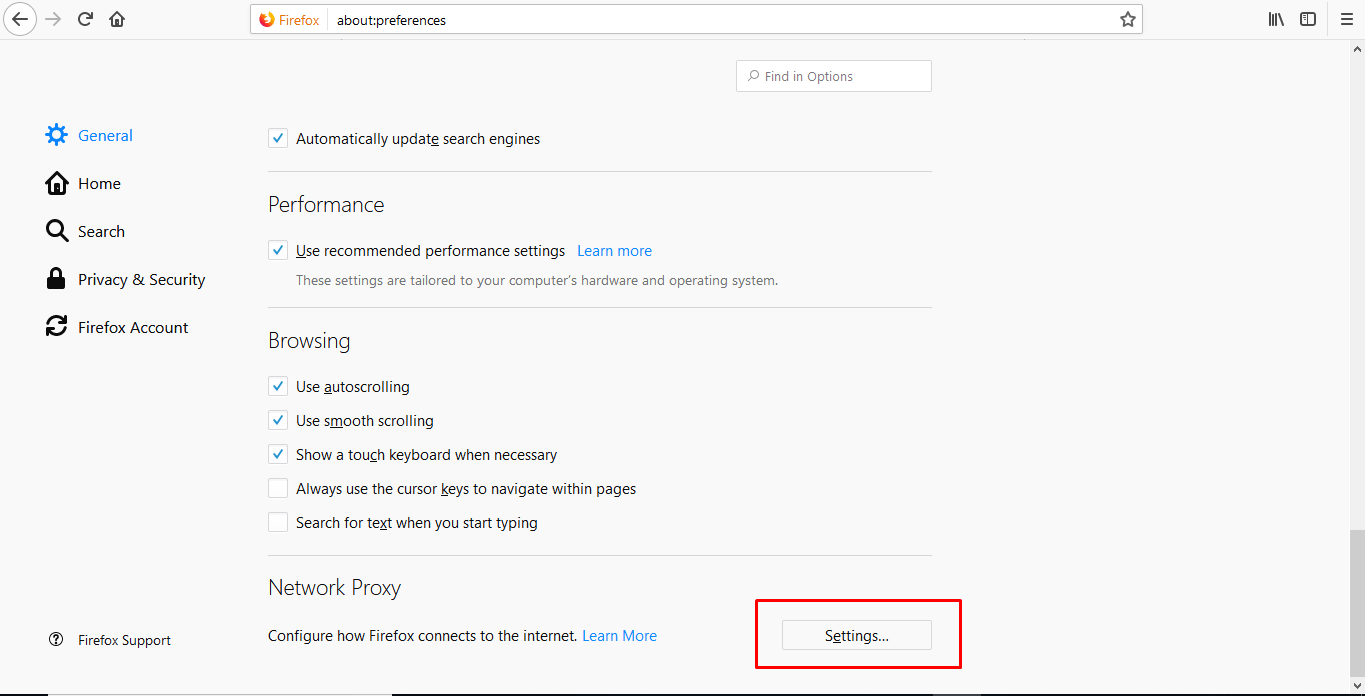 Firefox about:preferences
Find in Options
General
Home
Search
Privacy & Security
Firefox Account
Firefox Support
Automatically update search engines
Performance
Use recommended performance settings Learn more
These settings are tailored to your computer's hardware and operating system.
Browsing
Use autoscrolling
Use smooth scrolling
Show a touch keyboard when necessary
Always use the cursor keys to navigate within pages
Search for text when you start typing
Network Proxy
Configure how Firefox connects to the internet. Learn More
Settings...